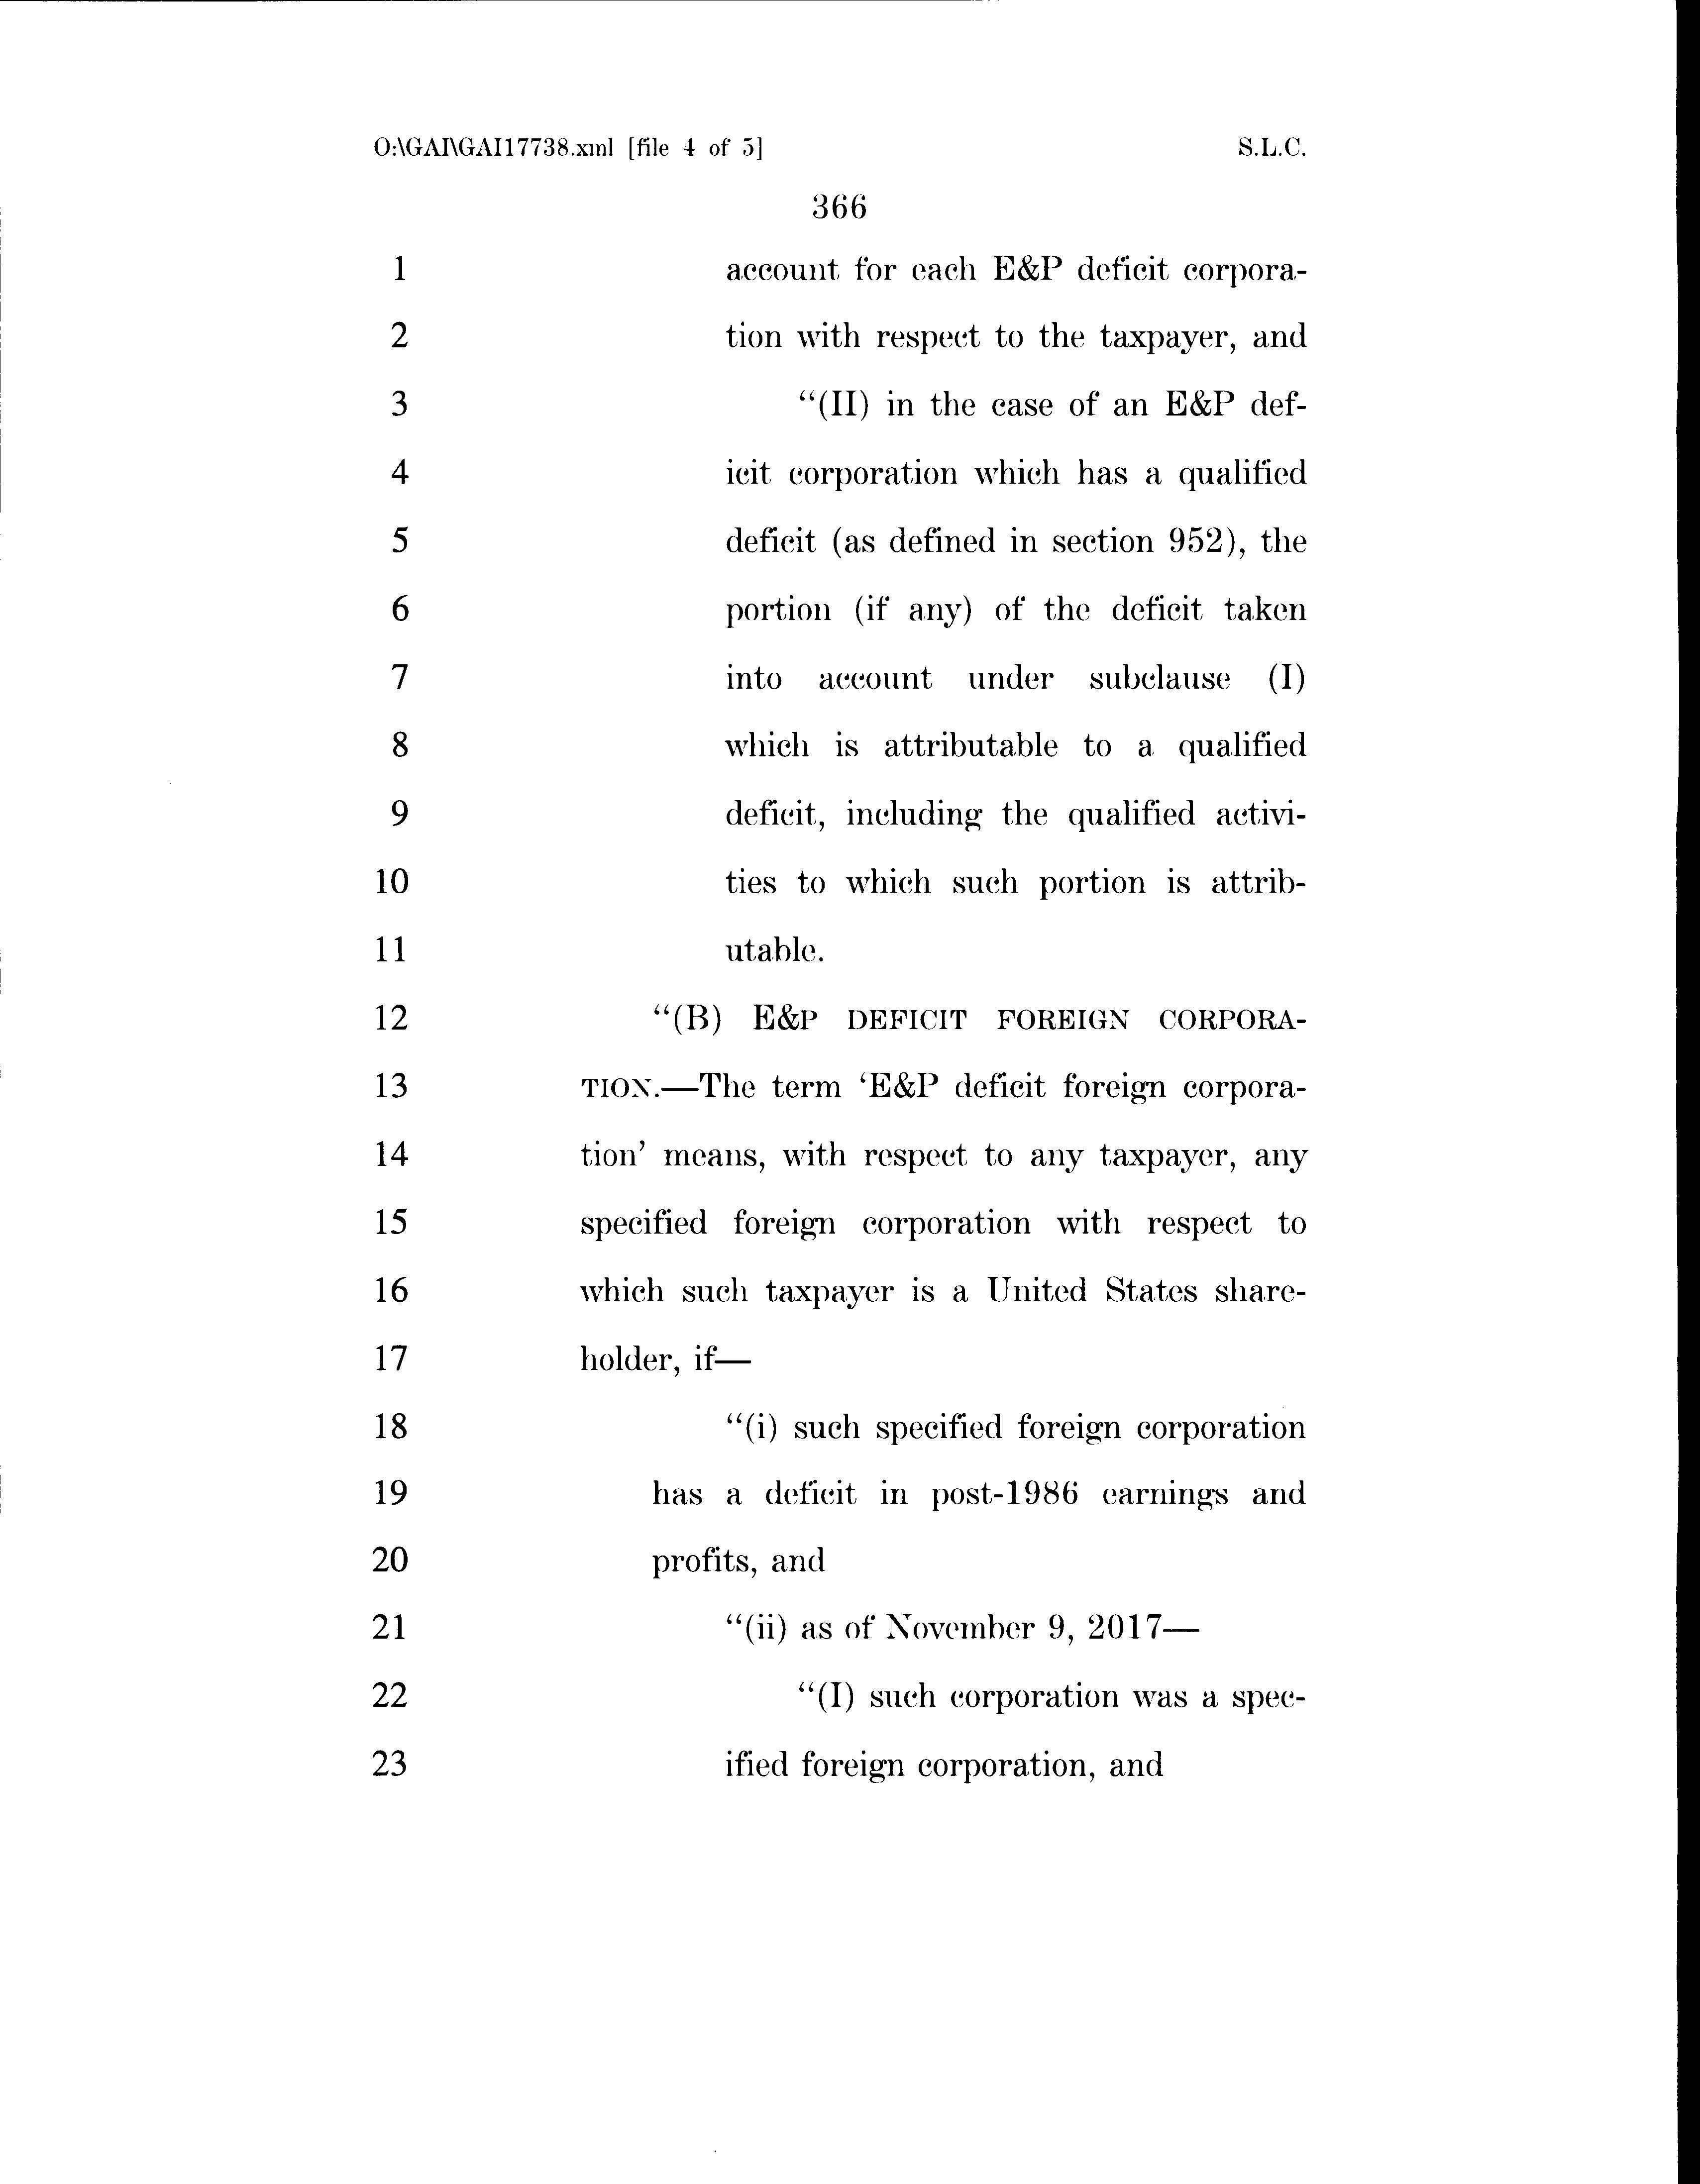 O:\GAI\GAI17738.xml [file 4 of 5] S.L.C.
366
1 account for each E&P deficit corpora-
2 tion with respect to the taxpayer, and
3 “(II) in the case of an E&P def-
4 icit corporation which has a qualified
5 deficit (as defined in section 952), the
6 portion (if any) of the deficit taken
7 into account under subclause (I)
8 which is attributable to a qualified
9 deficit, including the qualified activi-
10 ties to which such portion is attrib-
11 utable.
12 “(B) E&P DEFICIT FOREIGN CORPORA-
13 TION.—The term ‘E&P deficit foreign corpora-
14 tion’ means, with respect to any taxpayer, any
15 specified foreign corporation with respect to
16 which such taxpayer is a United States share-
17 holder, if—
18 “(i) such specified foreign corporation
19 has a deficit in post-1986 earnings and
20 profits, and
21 “(ii) as of November 9, 2017—
22 “(I) such corporation was a spec-
23 ified foreign corporation, and